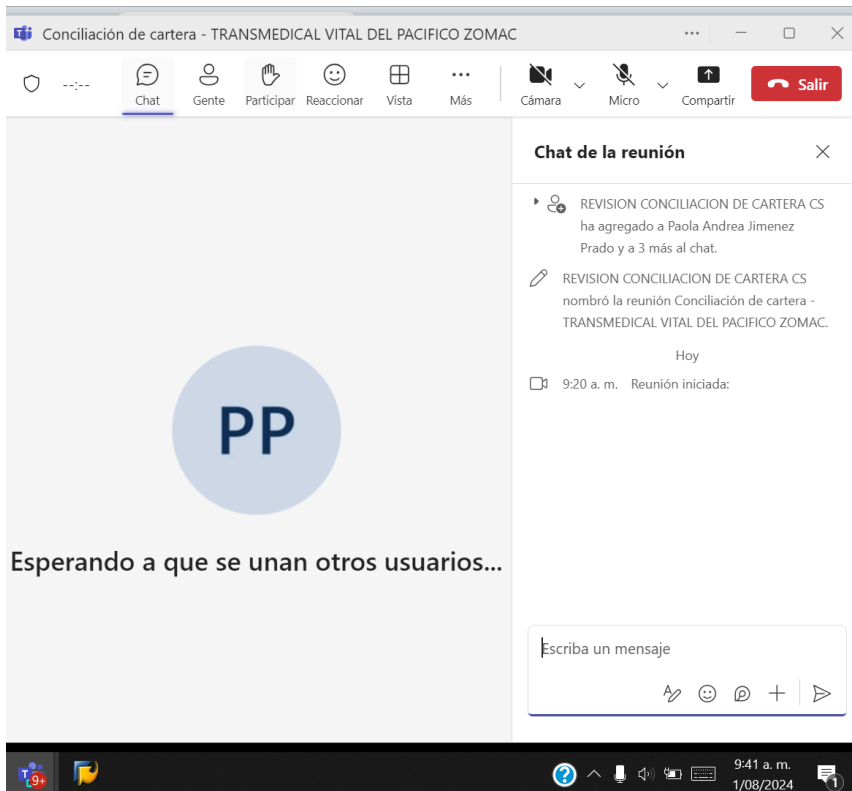 Conciliación de cartera - TRANSMEDICAL VITAL DEL PACIFICO ZOMAC
--:--
Chat
Gente
Participar
Reaccionar
Vista
Más
Cámara
Micro
Compartir
Salir
Chat de la reunión
REVISION CONCILIACION DE CARTERA CS
ha agregado a Paola Andrea Jimenez
Prado y a 3 más al chat.
REVISION CONCILIACION DE CARTERA CS
nombró la reunión Conciliación de cartera -
TRANSMEDICAL VITAL DEL PACIFICO ZOMAC.
Hoy
9:20 a. m. Reunión iniciada:
PP
Esperando a que se unan otros usuarios...
Escriba un mensaje
9+
9:41 a. m.
1/08/2024
1